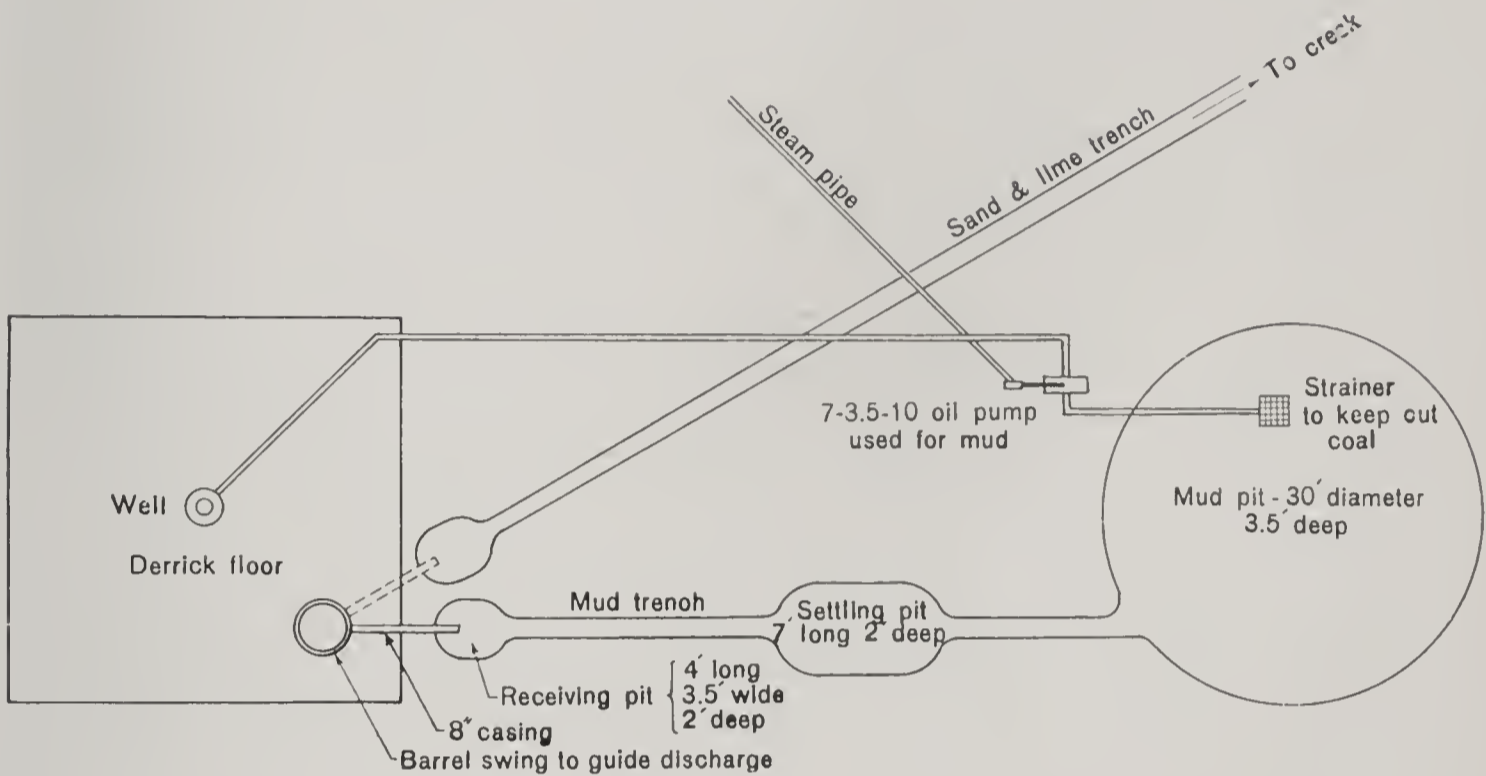 To creek
Steam pipe
Sand & lime trench
7-3.5-10 oil pump
used for mud
Strainer
to keep out
coal
Mud pit - 30′ diameter
3.5′ deep
Well
Derrick floor
Mud trench
Settling pit
7′ long 2′ deep
Receiving pit
4′ long
3.5′ wide
2′ deep
8″ casing
Barrel swing to guide discharge